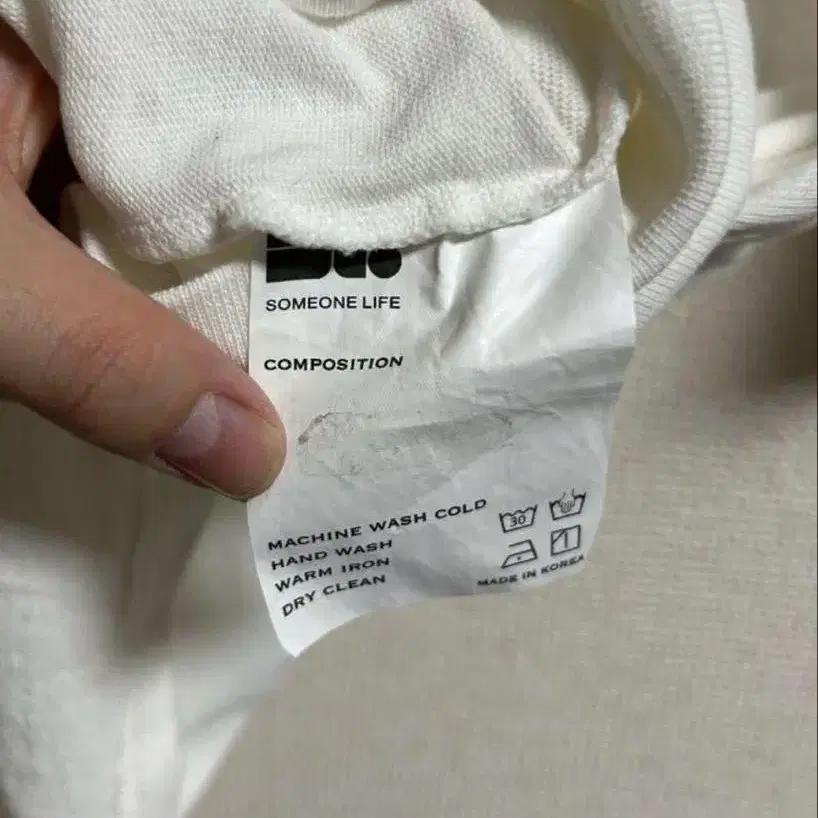 SOMEONE LIFE
COMPOSITION
MACHINE WASH COLD
HAND WASH
WARM IRON
DRY CLEAN
30
MADE IN KOREA